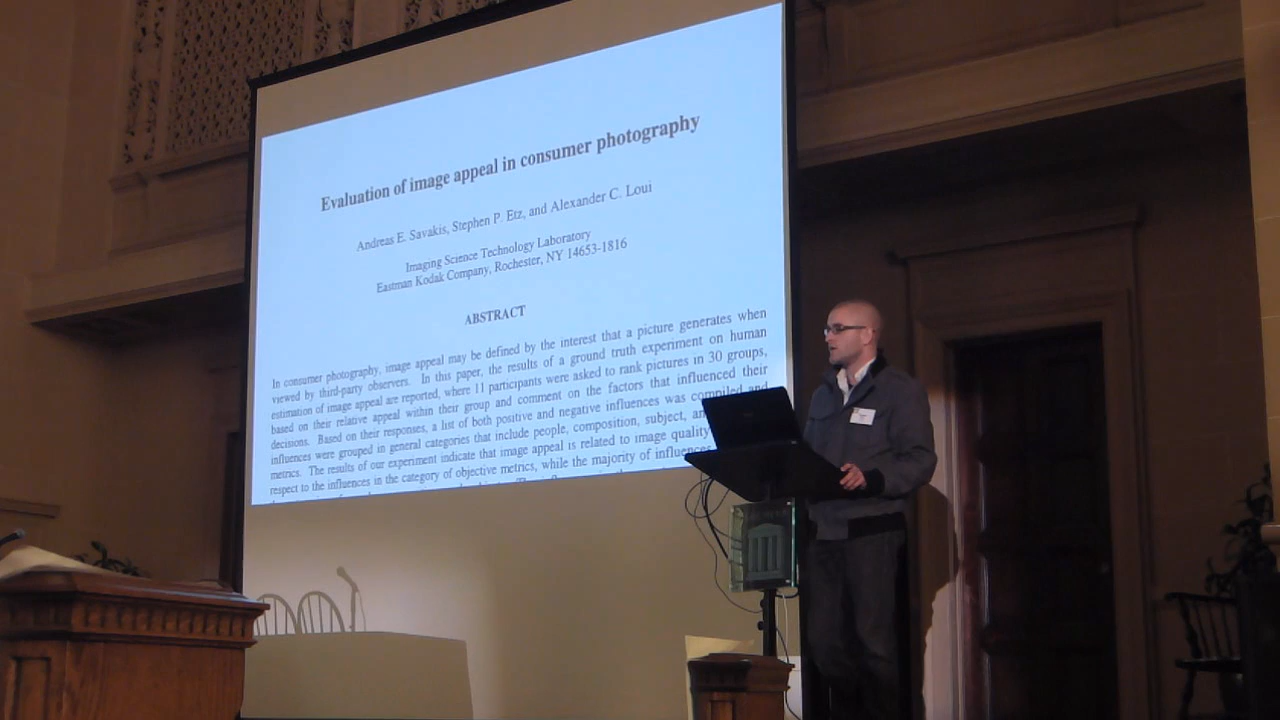 Evaluation of image appeal in consumer photography
Andreas E. Savakis, Stephen P. Etz, and Alexander C. Loui
Imaging Science Technology Laboratory
Eastman Kodak Company, Rochester, NY 14653-1816
ABSTRACT
In consumer photography, image appeal may be defined by the interest that a picture generates when
viewed by third-party observers. In this paper, the results of a ground truth experiment on human
estimation of image appeal are reported, where 11 participants were asked to rank pictures in 30 groups,
based on their relative appeal within their group and comment on the factors that influenced their
decisions. Based on their responses, a list of both positive and negative influences was compiled and
influences were grouped in general categories that include people, composition, subject,
metrics. The results of our experiment indicate that image appeal is related to image quality
respect to the influences in the category of objective metrics, while the majority of influences